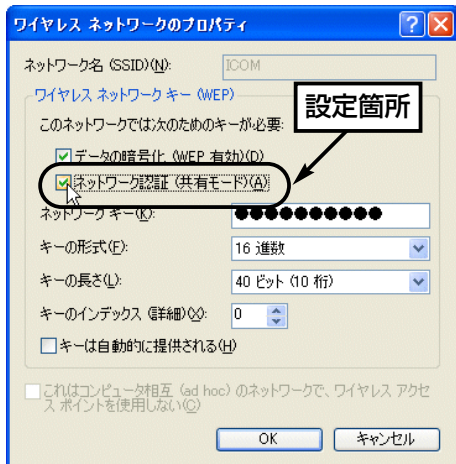 ワイヤレス ネットワークのプロパティ
ネットワーク名 (SSID)(N): ICOM
ワイヤレス ネットワーク キー (WEP)
設定箇所
このネットワークでは次のためのキーが必要:
データの暗号化 (WEP 有効)(D)
ネットワーク認証 (共有モード)(A)
ネットワーク キー(K): ●●●●●●●●●●
キーの形式(F): 16 進数
キーの長さ(L): 40 ビット (10 桁)
キーのインデックス (詳細)(X): 0
キーは自動的に提供される(H)
これはコンピュータ相互 (ad hoc) のネットワークで、ワイヤレス アクセ
ス ポイントを使用しない(C)
OK キャンセル